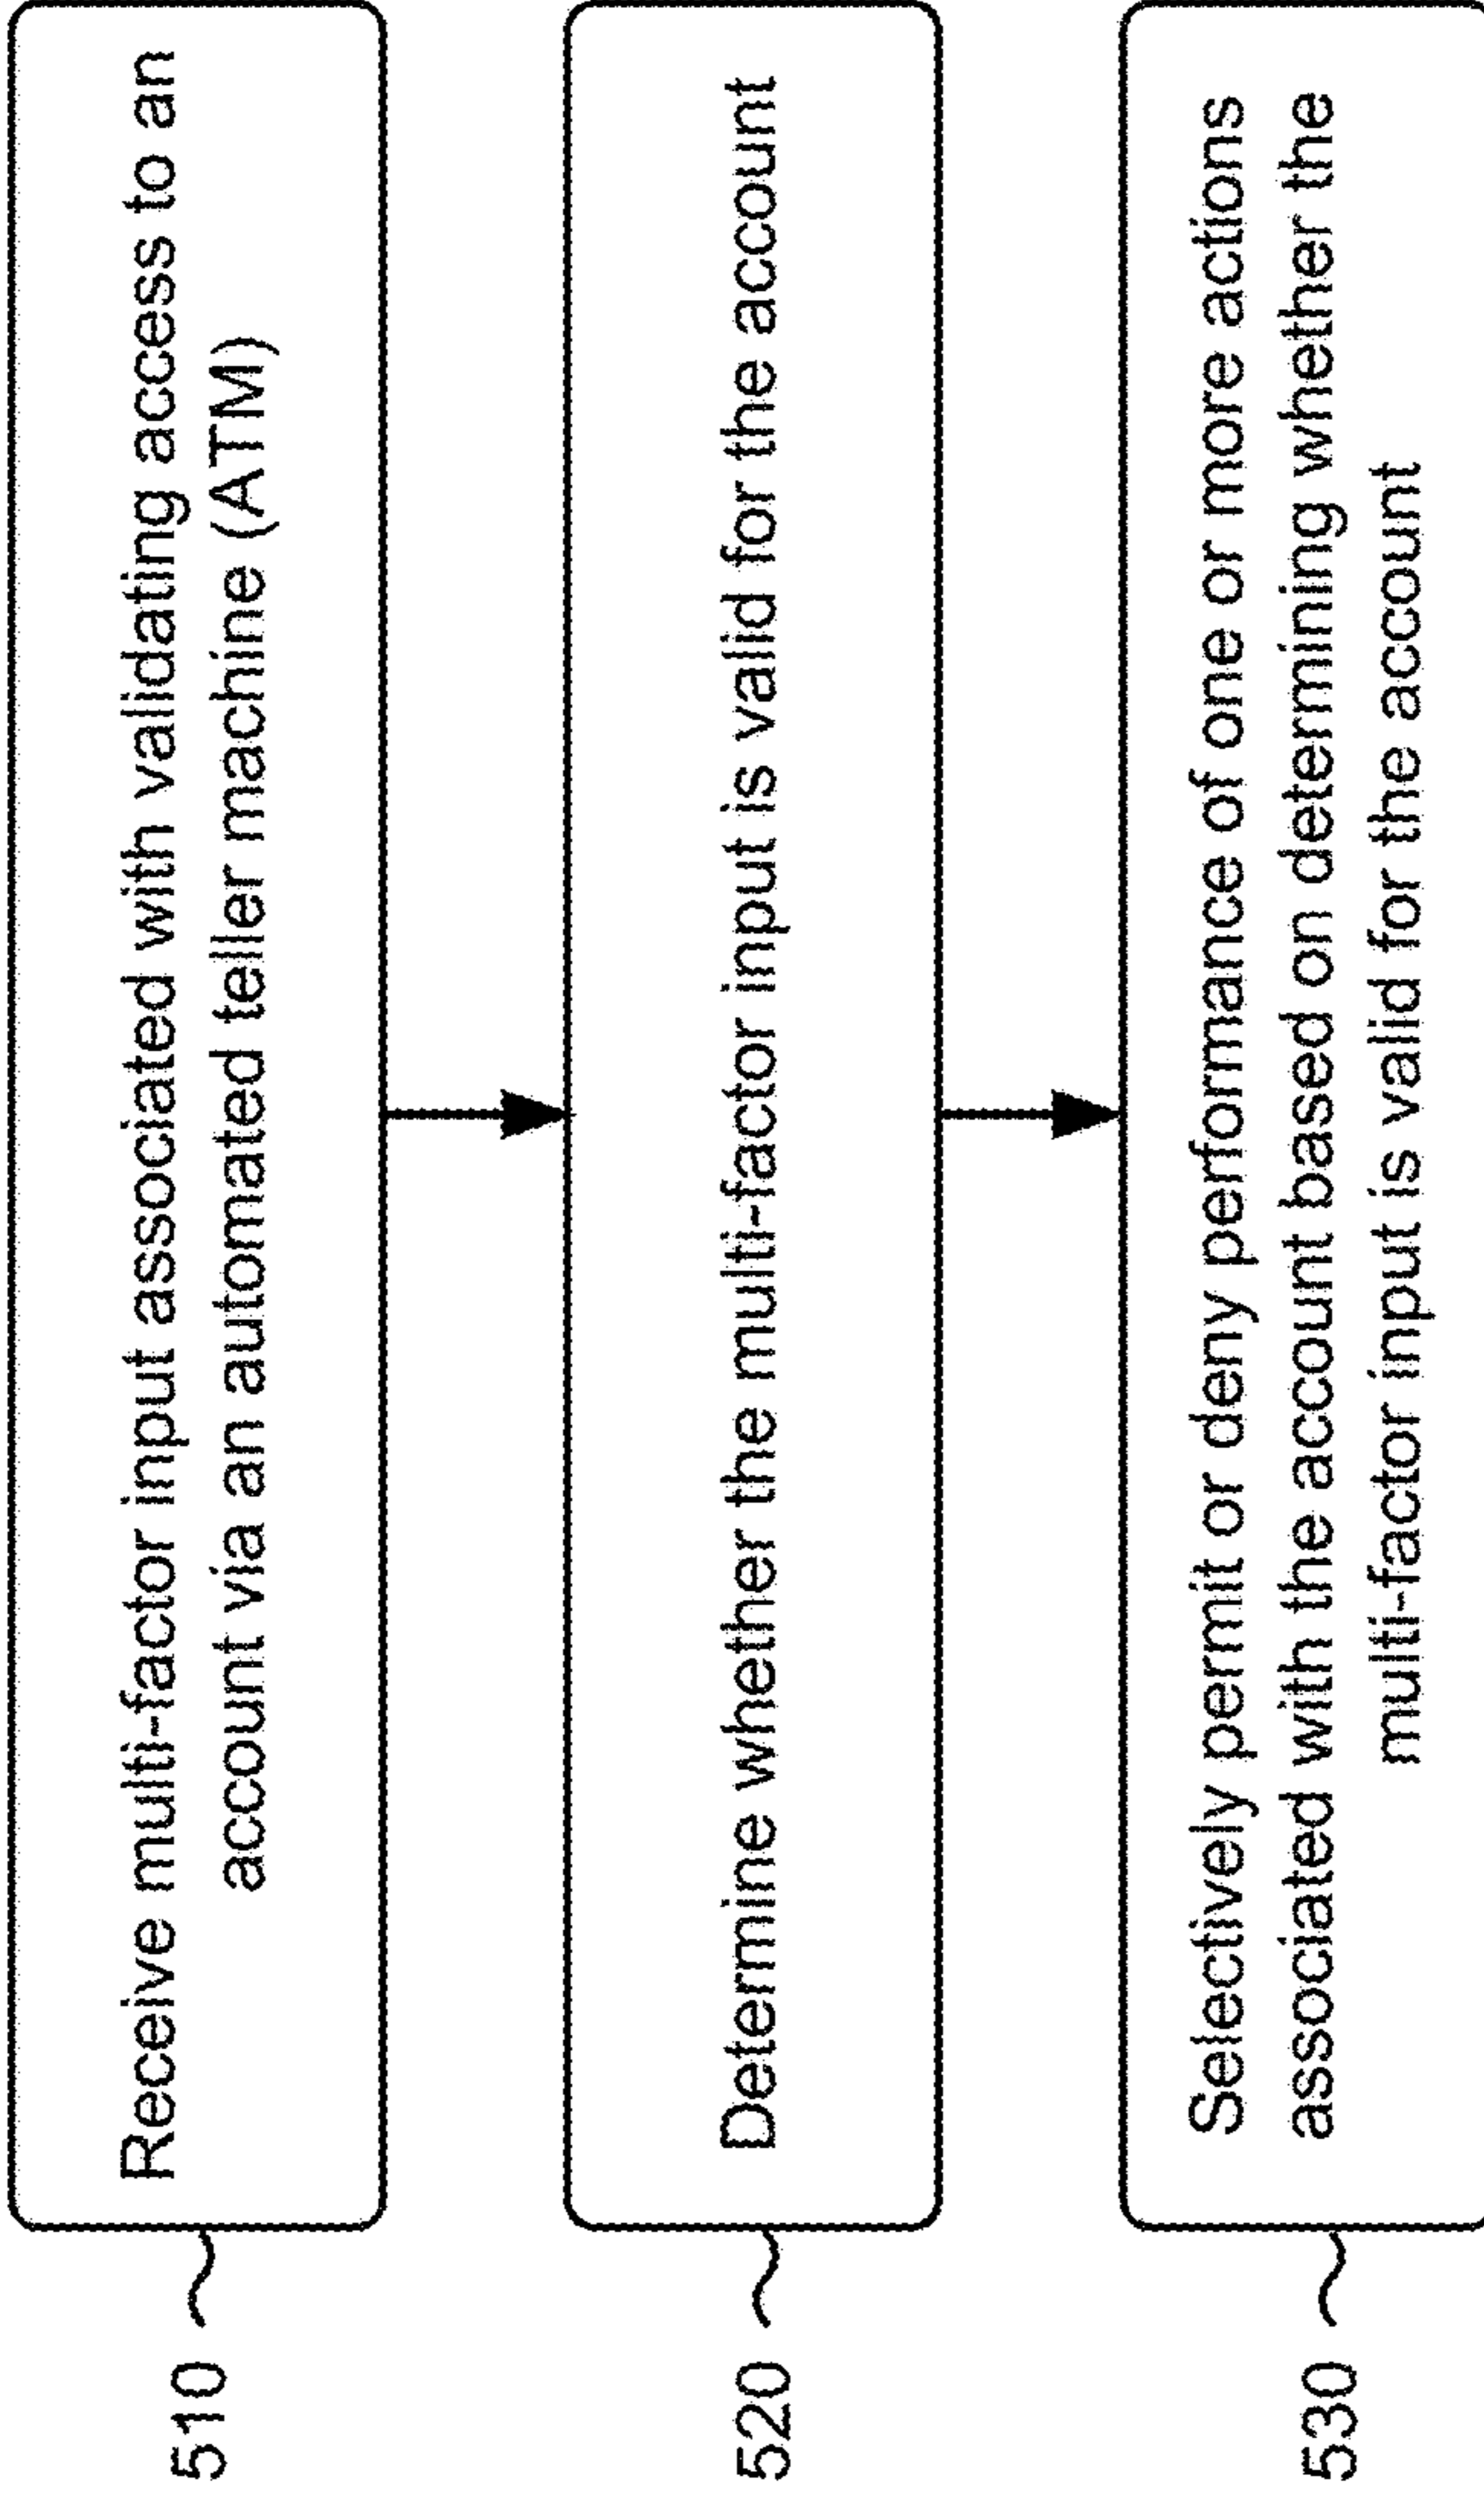 510
Receive multi-factor input associated with validating access to an
account via an automated teller machine (ATM)
520
Determine whether the multi-factor input is valid for the account
530
Selectively permit or deny performance of one or more actions
associated with the account based on determining whether the
multi-factor input is valid for the account